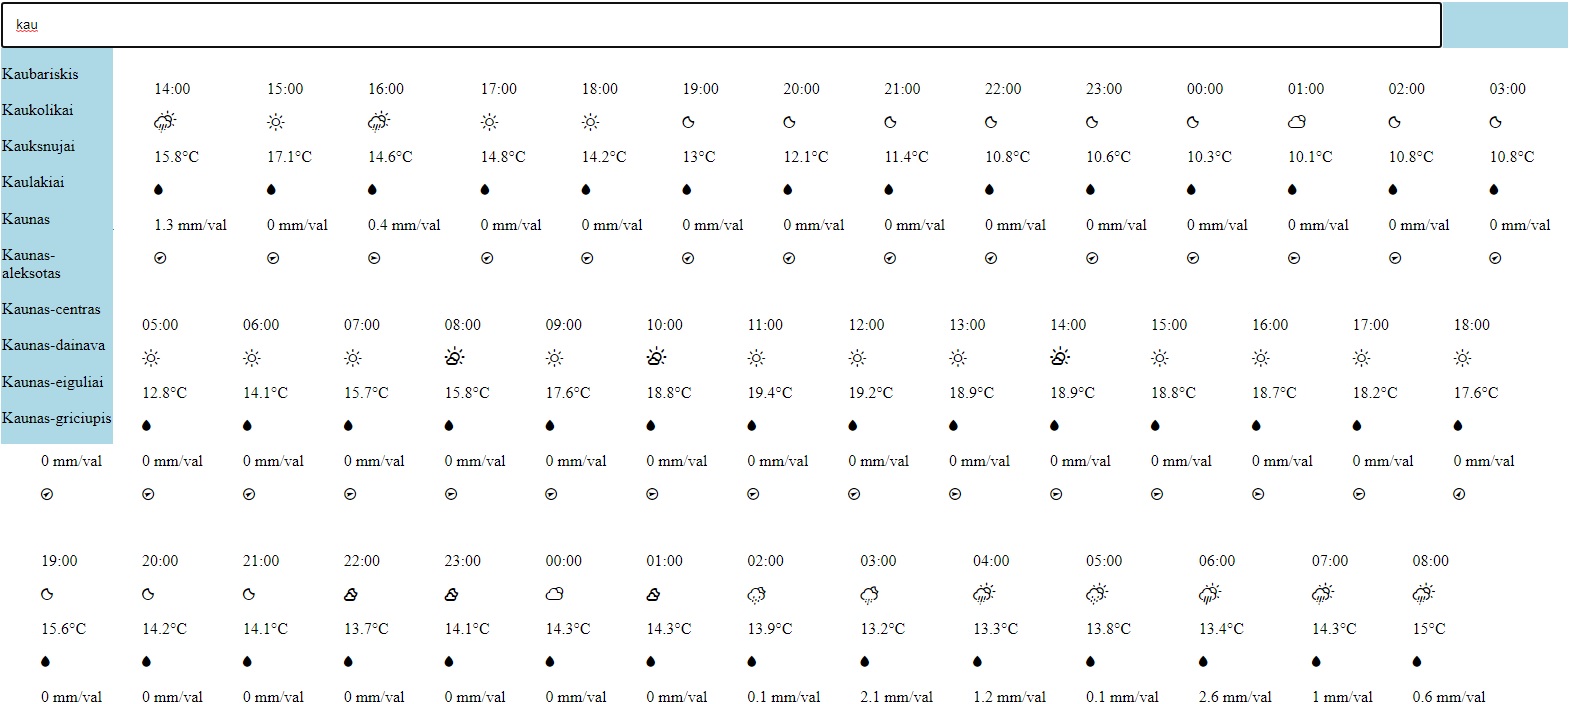 kau
Kaubariskis
Kaukolikai
Kauksnujai
Kaulakiai
Kaunas
Kaunas-
aleksotas
Kaunas-centras
Kaunas-dainava
Kaunas-eiguliai
Kaunas-griciupis
14:00 15:00 16:00 17:00 18:00 19:00 20:00 21:00 22:00 23:00 00:00 01:00 02:00 03:00
15.8°C 17.1°C 14.6°C 14.8°C 14.2°C 13°C 12.1°C 11.4°C 10.8°C 10.6°C 10.3°C 10.1°C 10.8°C 10.8°C
1.3 mm/val 0 mm/val 0.4 mm/val 0 mm/val 0 mm/val 0 mm/val 0 mm/val 0 mm/val 0 mm/val 0 mm/val 0 mm/val 0 mm/val 0 mm/val 0 mm/val
05:00 06:00 07:00 08:00 09:00 10:00 11:00 12:00 13:00 14:00 15:00 16:00 17:00 18:00
12.8°C 14.1°C 15.7°C 15.8°C 17.6°C 18.8°C 19.4°C 19.2°C 18.9°C 18.9°C 18.8°C 18.7°C 18.2°C 17.6°C
0 mm/val 0 mm/val 0 mm/val 0 mm/val 0 mm/val 0 mm/val 0 mm/val 0 mm/val 0 mm/val 0 mm/val 0 mm/val 0 mm/val 0 mm/val 0 mm/val 0 mm/val
19:00 20:00 21:00 22:00 23:00 00:00 01:00 02:00 03:00 04:00 05:00 06:00 07:00 08:00
15.6°C 14.2°C 14.1°C 13.7°C 14.1°C 14.3°C 14.3°C 13.9°C 13.2°C 13.3°C 13.8°C 13.4°C 14.3°C 15°C
0 mm/val 0 mm/val 0 mm/val 0 mm/val 0 mm/val 0 mm/val 0 mm/val 0.1 mm/val 2.1 mm/val 1.2 mm/val 0.1 mm/val 2.6 mm/val 1 mm/val 0.6 mm/val